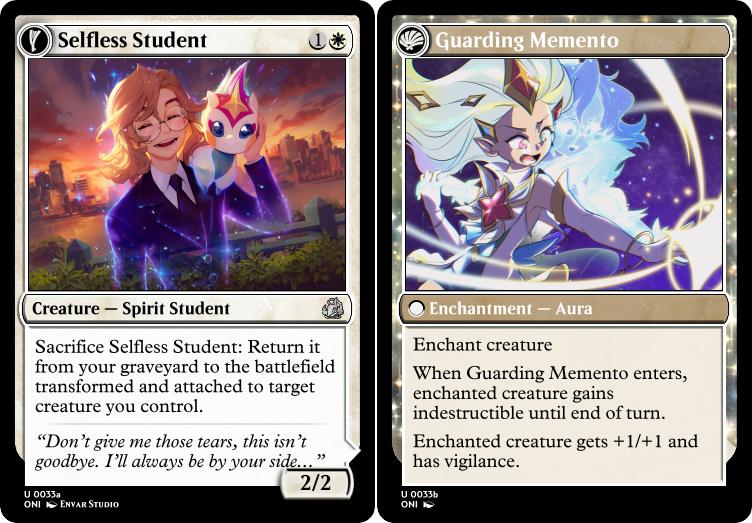 Selfless Student 1
Creature — Spirit Student
Sacrifice Selfless Student: Return it
from your graveyard to the battlefield
transformed and attached to target
creature you control.
“Don’t give me those tears, this isn’t
goodbye. I’ll always be by your side…”
2/2
U 0033a
ONI Envar Studio
Guarding Memento
Enchantment — Aura
Enchant creature
When Guarding Memento enters,
enchanted creature gains
indestructible until end of turn.
Enchanted creature gets +1/+1 and
has vigilance.
U 0033b
ONI